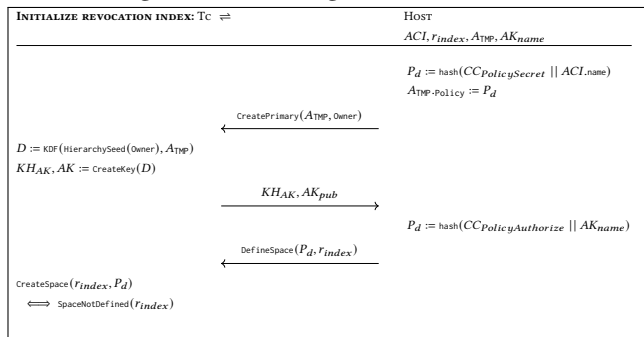 INITIALIZE REVOCATION INDEX: Tc ⇌ Host
ACI, r_index, A_TMP, AK_name
P_d := hash(CC_PolicySecret || ACI.name)
A_TMP.Policy := P_d
CreatePrimary(A_TMP, Owner)
D := KDF(HierarchySeed(Owner), A_TMP)
KH_AK, AK := CreateKey(D)
KH_AK, AK_pub
P_d := hash(CC_PolicyAuthorize || AK_name)
DefineSpace(P_d, r_index)
CreateSpace(r_index, P_d)
⟺ SpaceNotDefined(r_index)